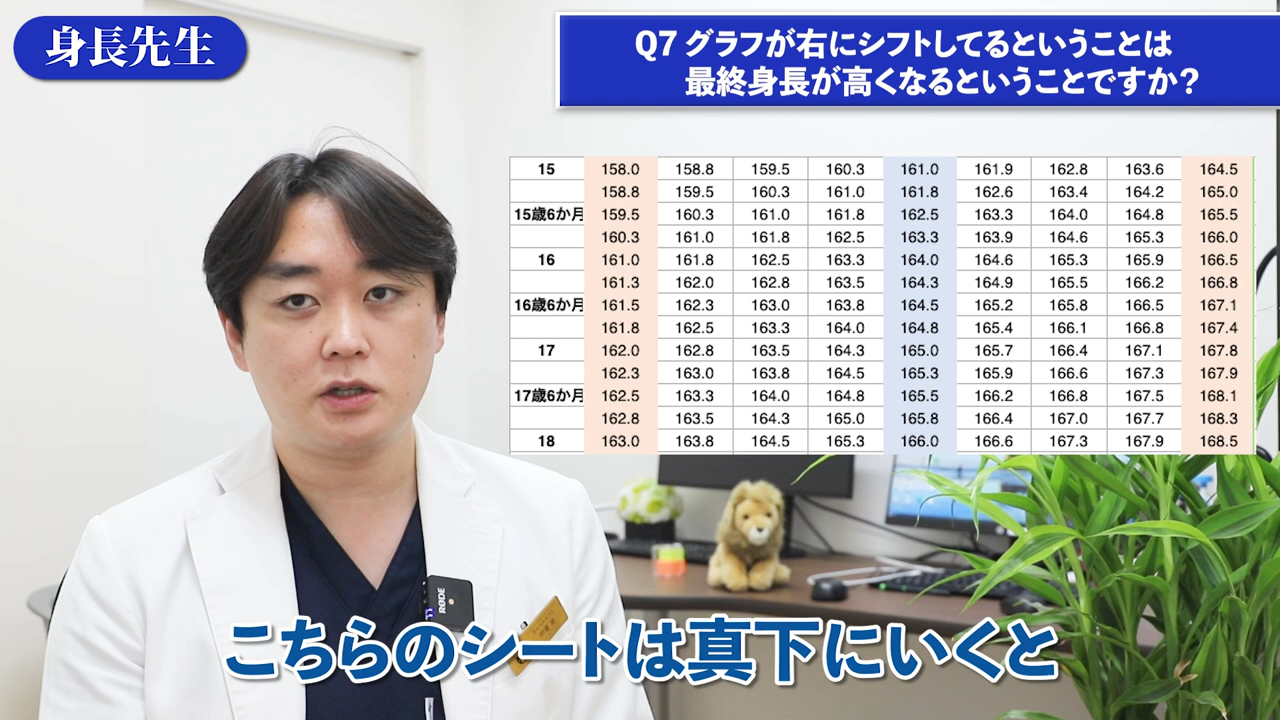 身長先生
Q7 グラフが右にシフトしてるということは
最終身長が高くなるということですか？
15 158.0 158.8 159.5 160.3 161.0 161.9 162.8 163.6 164.5
158.8 159.5 160.3 161.0 161.8 162.6 163.4 164.2 165.0
15歳6か月 159.5 160.3 161.0 161.8 162.5 163.3 164.0 164.8 165.5
160.3 161.0 161.8 162.5 163.3 163.9 164.6 165.3 166.0
16 161.0 161.8 162.5 163.3 164.0 164.6 165.3 165.9 166.5
161.3 162.0 162.8 163.5 164.3 164.9 165.5 166.2 166.8
16歳6か月 161.5 162.3 163.0 163.8 164.5 165.2 165.8 166.5 167.1
161.8 162.5 163.3 164.0 164.8 165.4 166.1 166.8 167.4
17 162.0 162.8 163.5 164.3 165.0 165.7 166.4 167.1 167.8
162.3 163.0 163.8 164.5 165.3 165.9 166.6 167.3 167.9
17歳6か月 162.5 163.3 164.0 164.8 165.5 166.2 166.8 167.5 168.1
162.8 163.5 164.3 165.0 165.8 166.4 167.0 167.7 168.3
18 163.0 163.8 164.5 165.3 166.0 166.6 167.3 167.9 168.5
RØDE
こちらのシートは真下にいくと